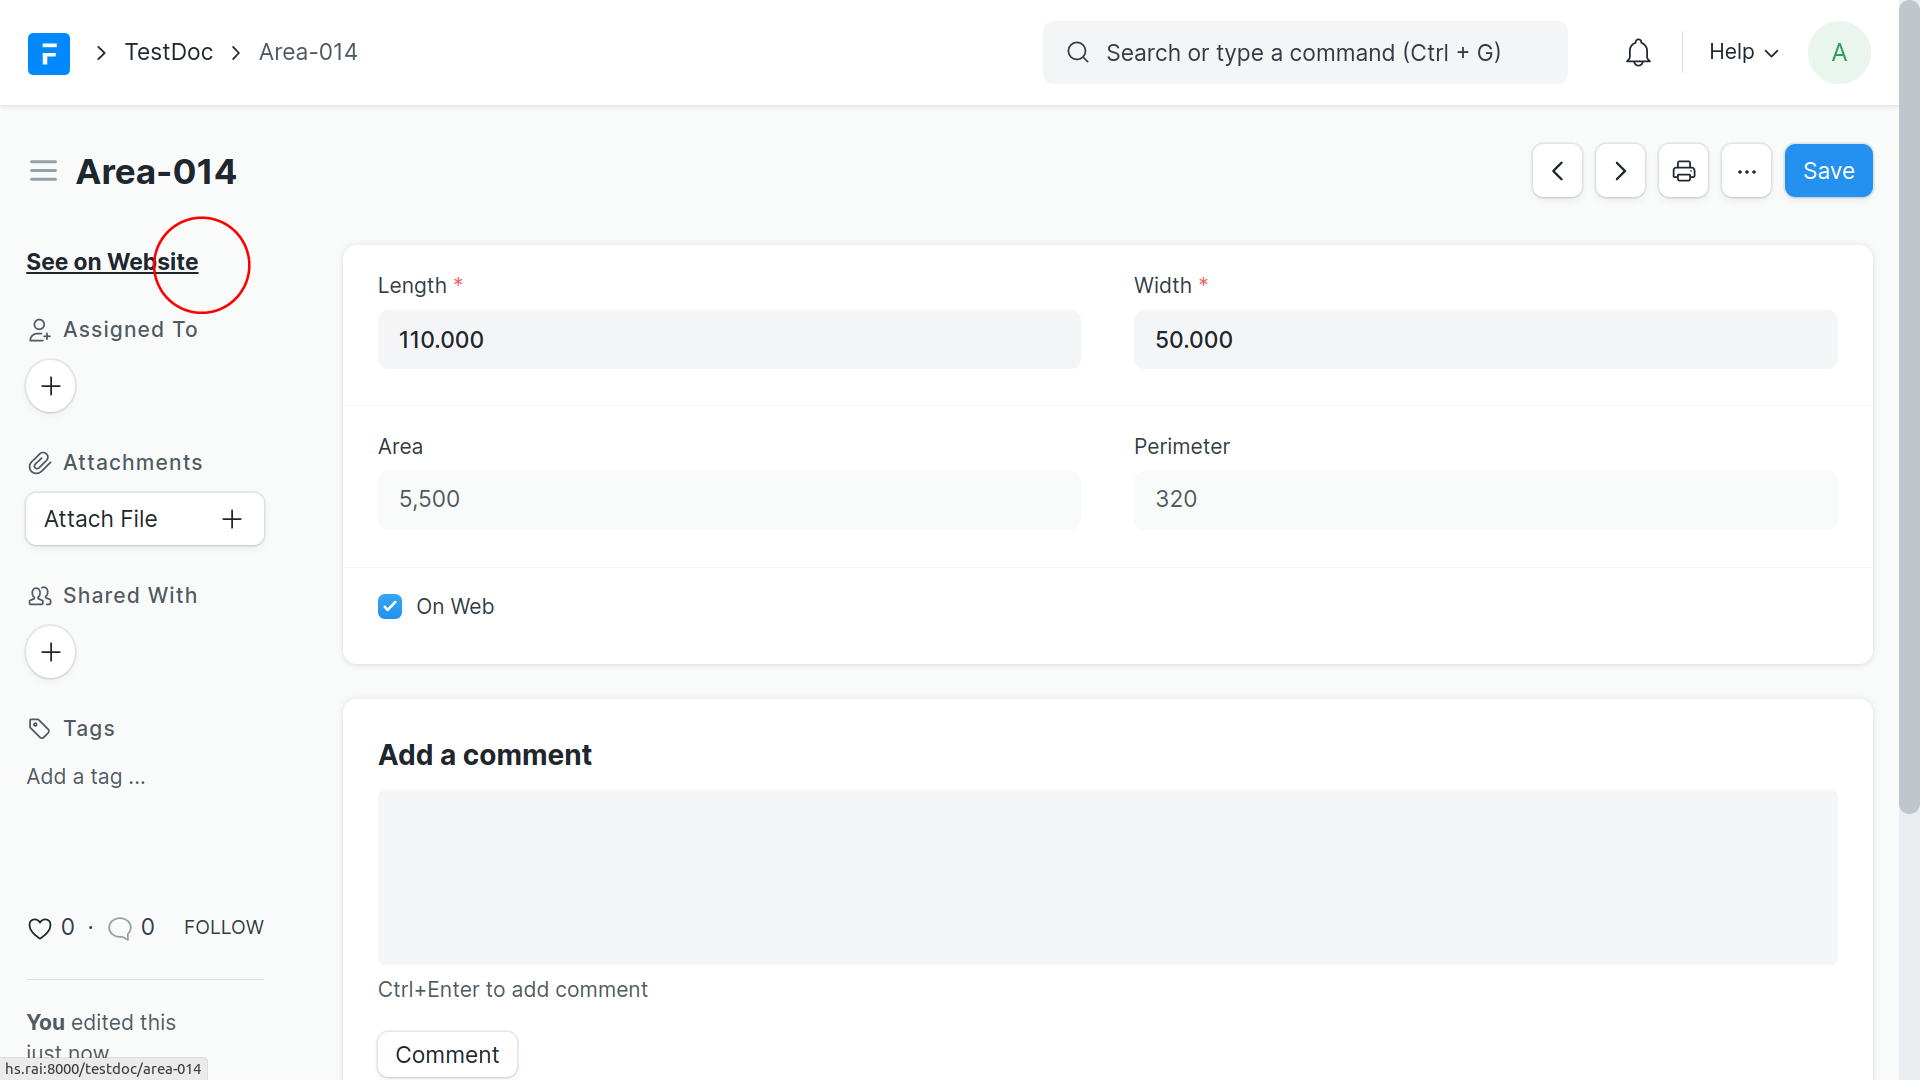 F
TestDoc
Area-014
Search or type a command (Ctrl + G)
Help
A
Area-014
Save
See on Website
Assigned To
Attachments
Attach File
Shared With
Tags
Add a tag ...
0 · 0 FOLLOW
You edited this
just now
hs.rai:8000/testdoc/area-014
Length *
110.000
Width *
50.000
Area
5,500
Perimeter
320
On Web
Add a comment
Ctrl+Enter to add comment
Comment